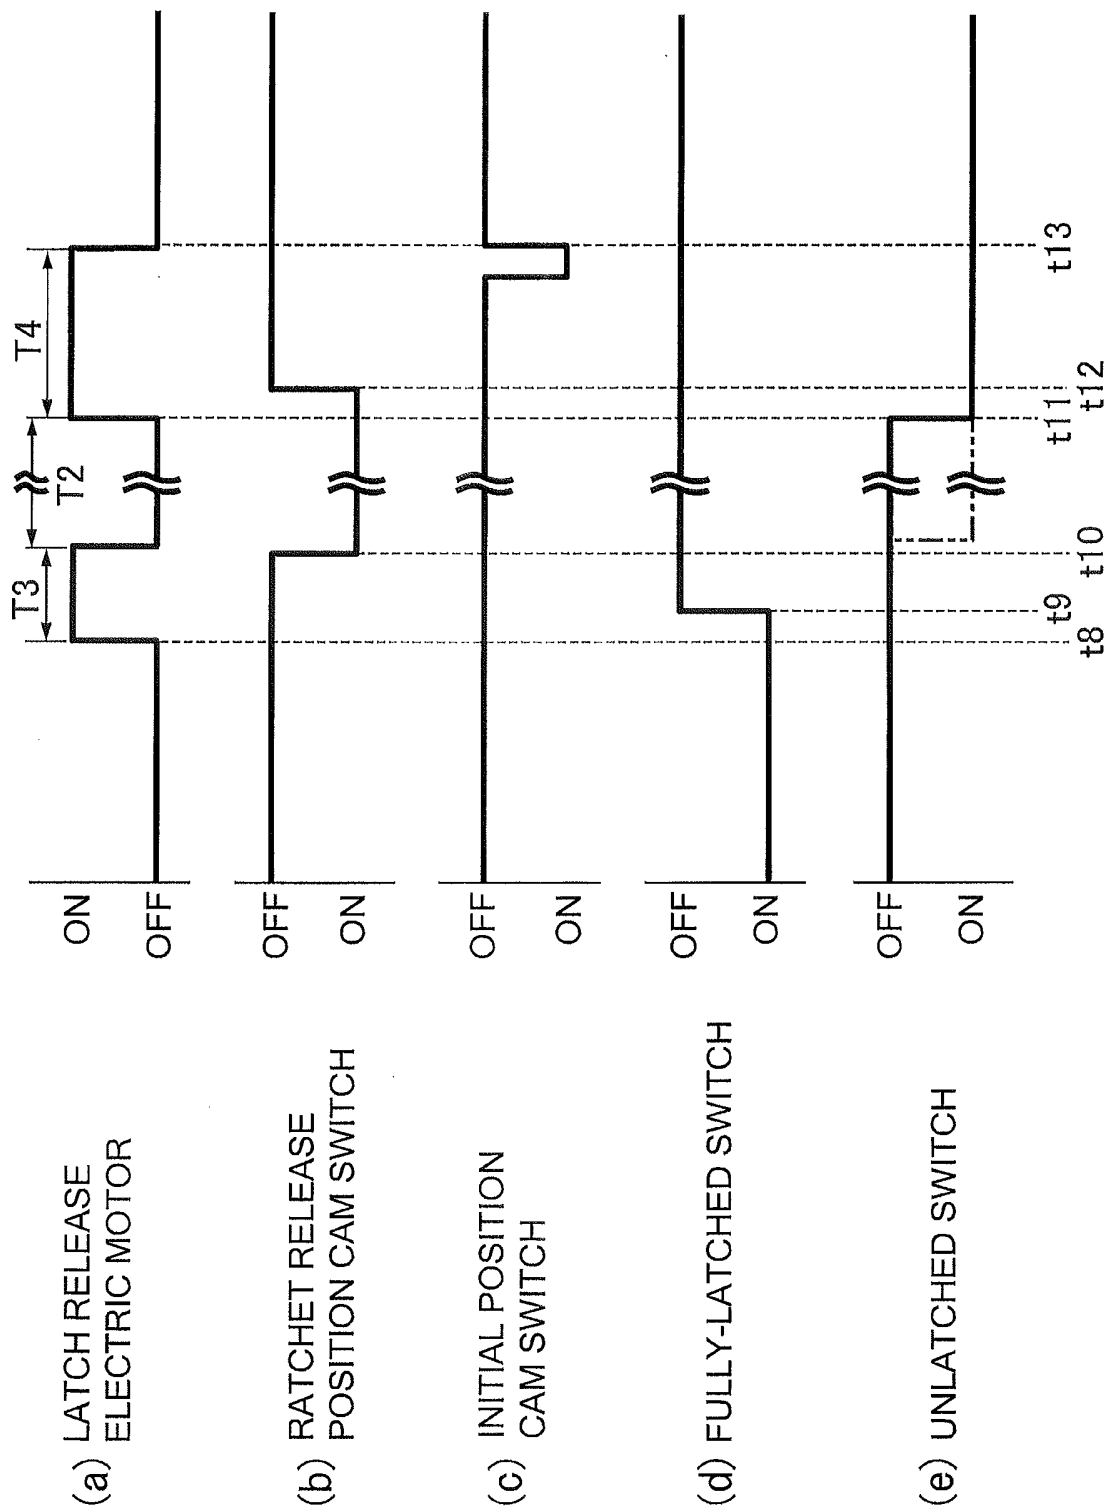 T3
T2
T4
(a) LATCH RELEASE
ELECTRIC MOTOR
ON
OFF
(b) RATCHET RELEASE
POSITION CAM SWITCH
OFF
ON
(c) INITIAL POSITION
CAM SWITCH
OFF
ON
(d) FULLY-LATCHED SWITCH
OFF
ON
(e) UNLATCHED SWITCH
OFF
ON
t8
t9
t10
t11
t12
t13